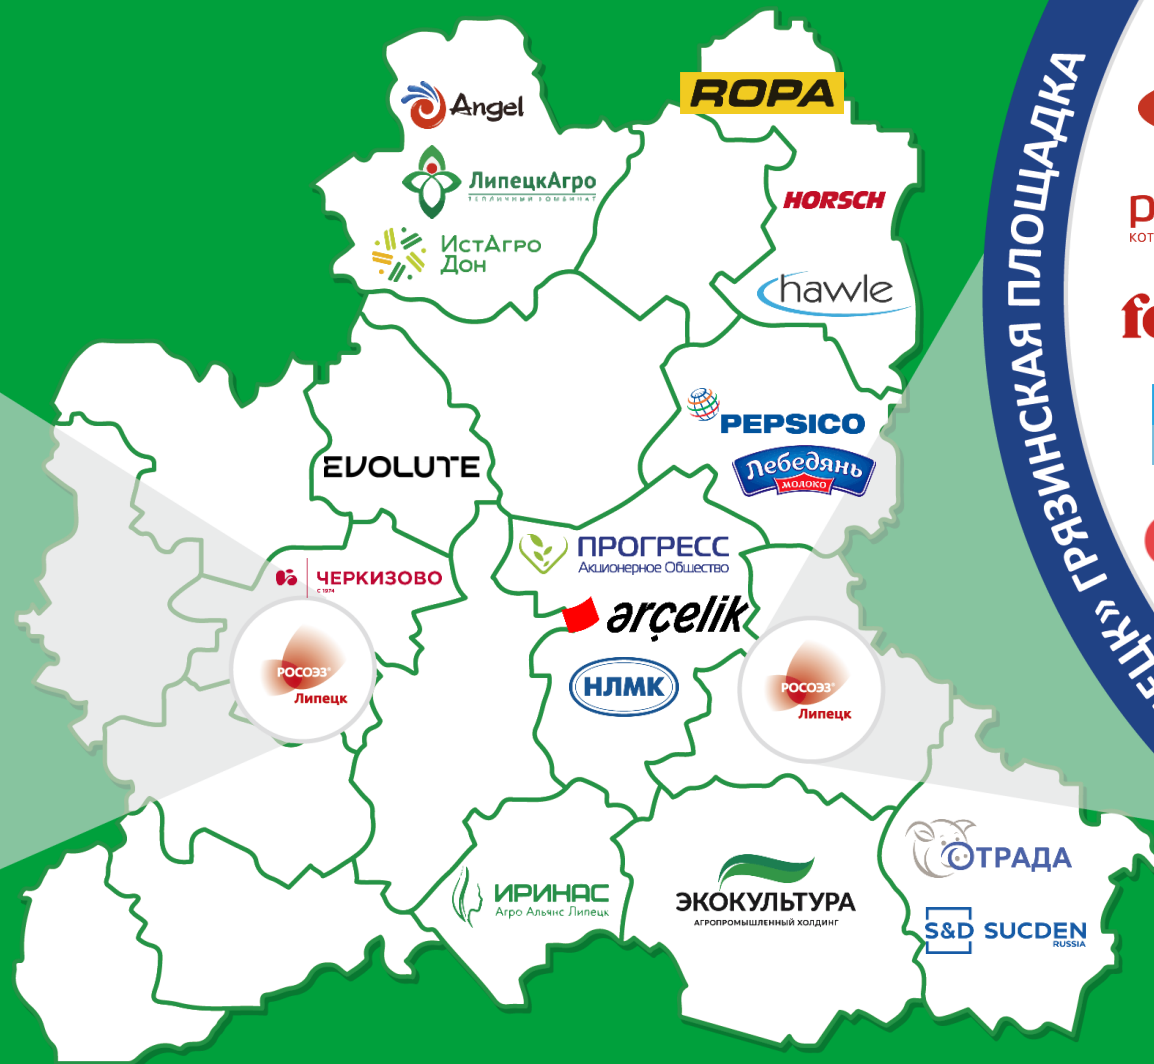 Angel
ROPA
ЛипецкАгро
ТЕПЛИЧНЫЙ КОМБИНАТ
HORSCH
ИстАгро
Дон
hawle
PEPSICO
EVOLUTE
Лебедянь
МОЛОКО
ПРОГРЕСС
Акционерное Общество
ЧЕРКИЗОВО
С 1974
arçelik
РОСОЭЗ®
Липецк
НЛМК
РОСОЭЗ®
Липецк
ОТРАДА
ИРИНАС
Агро Альянс Липецк
ЭКОКУЛЬТУРА
АГРОПРОМЫШЛЕННЫЙ ХОЛДИНГ
S&D SUCDEN
RUSSIA
ЕЦК» ГРЯЗИНСКАЯ ПЛОЩАДКА